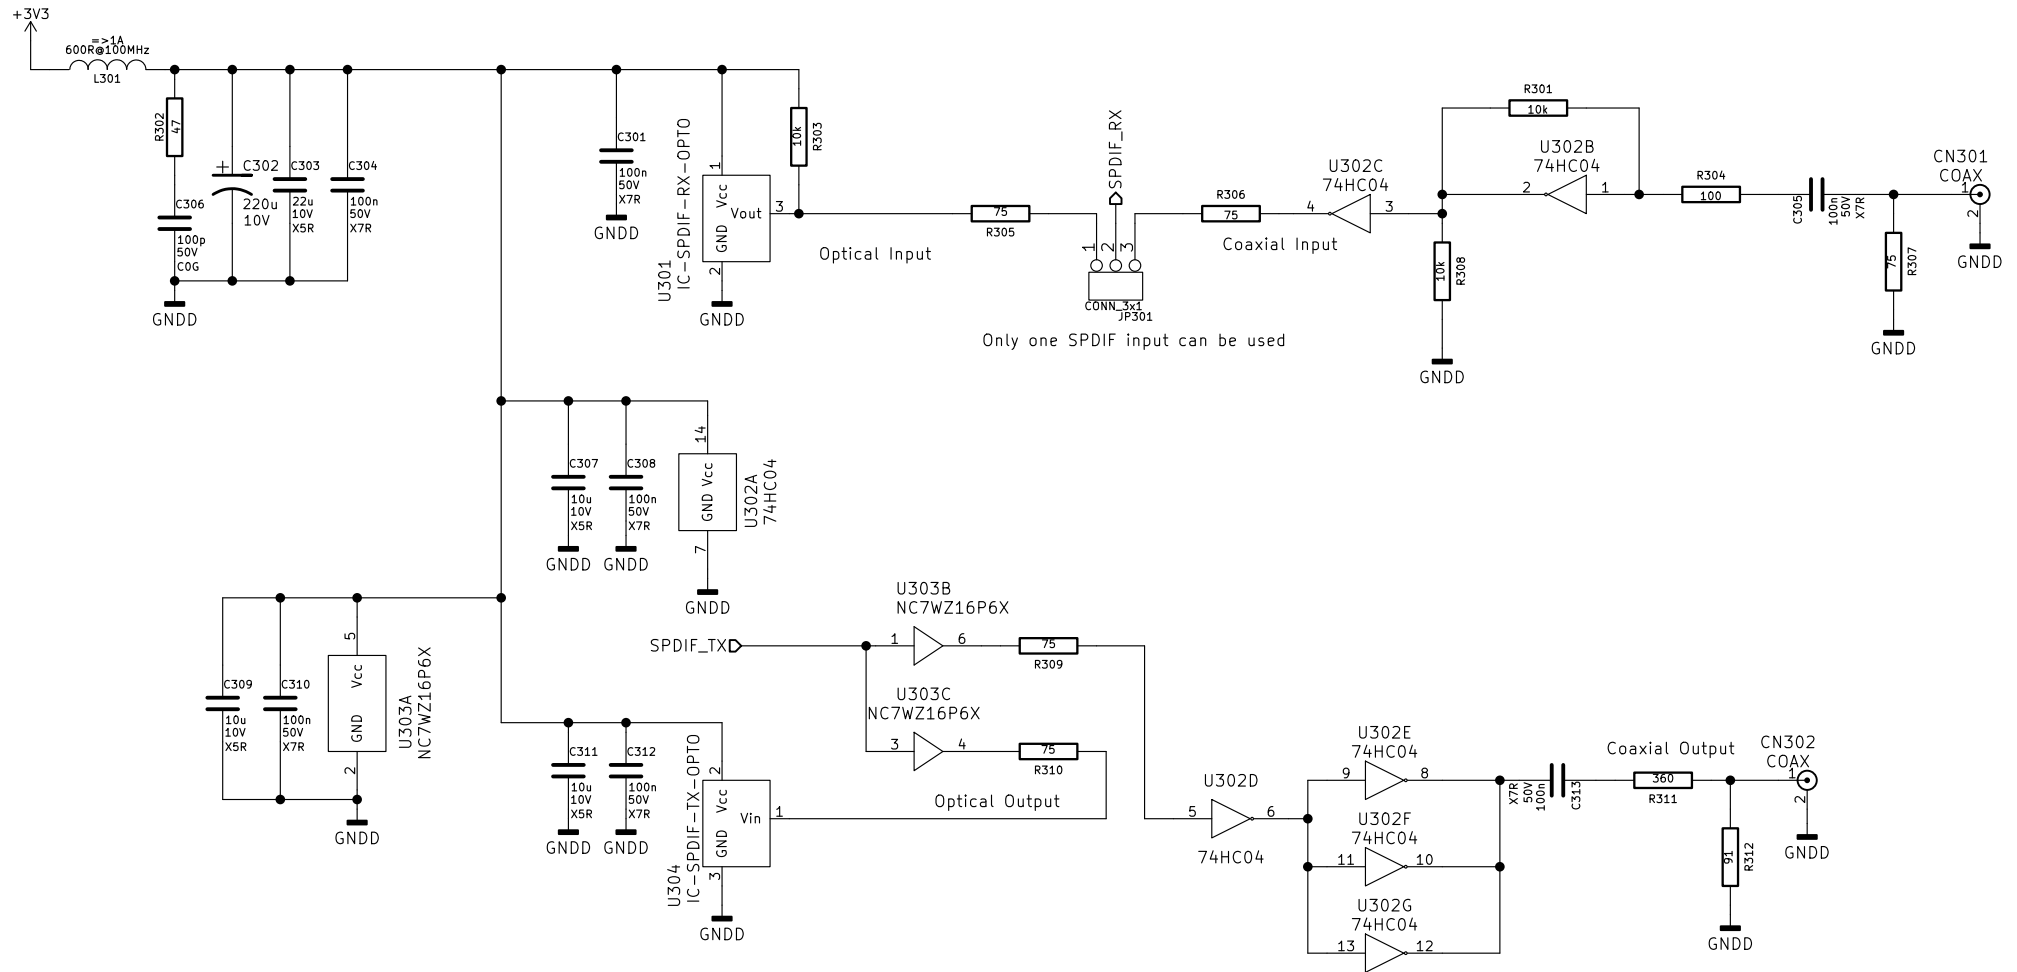 +3V3
=>1A
600R@100MHz
L301
R302
47
C306
100p
50V
C0G
C302
220u
10V
C303
22u
10V
X5R
C304
100n
50V
X7R
GNDD
C301
100n
50V
X7R
GNDD
U301
IC-SPDIF-RX-OPTO
1
Vcc
Vout
3
GND
2
GNDD
10k
R303
Optical Input
75
R305
SPDIF_RX
1
2
3
CONN_3x1
JP301
Only one SPDIF input can be used
R306
75
Coaxial Input
U302C
74HC04
4
3
10k
R308
GNDD
R301
10k
U302B
74HC04
2
1
R304
100
C305
100n
50V
X7R
75
R307
GNDD
CN301
COAX
1
2
GNDD
C307
10u
10V
X5R
GNDD
C308
100n
50V
X7R
GNDD
14
Vcc
GND
7
U302A
74HC04
GNDD
C309
10u
10V
X5R
C310
100n
50V
X7R
5
Vcc
GND
2
U303A
NC7WZ16P6X
GNDD
C311
10u
10V
X5R
GNDD
C312
100n
50V
X7R
GNDD
U304
IC-SPDIF-TX-OPTO
2
Vcc
Vin
1
GND
3
GNDD
SPDIF_TX
U303B
NC7WZ16P6X
1
6
75
R309
U303C
NC7WZ16P6X
3
4
75
R310
Optical Output
U302D
5
6
74HC04
U302E
74HC04
9
8
U302F
74HC04
11
10
U302G
74HC04
13
12
X7R
50V
100n
C313
Coaxial Output
360
R311
91
R312
GNDD
CN302
COAX
1
2
GNDD